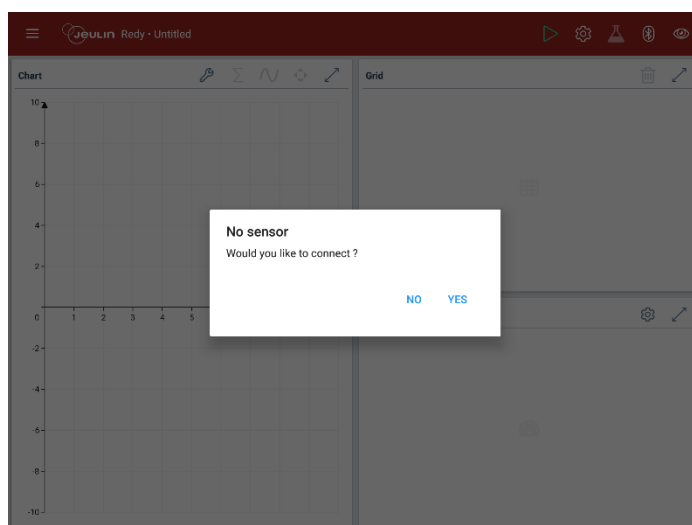 Jeulin Redy • Untitled
Chart
Grid
10
8
6
4
2
0 1 2 3 4 5
-2
-4
-6
-8
-10
No sensor
Would you like to connect ?
NO YES